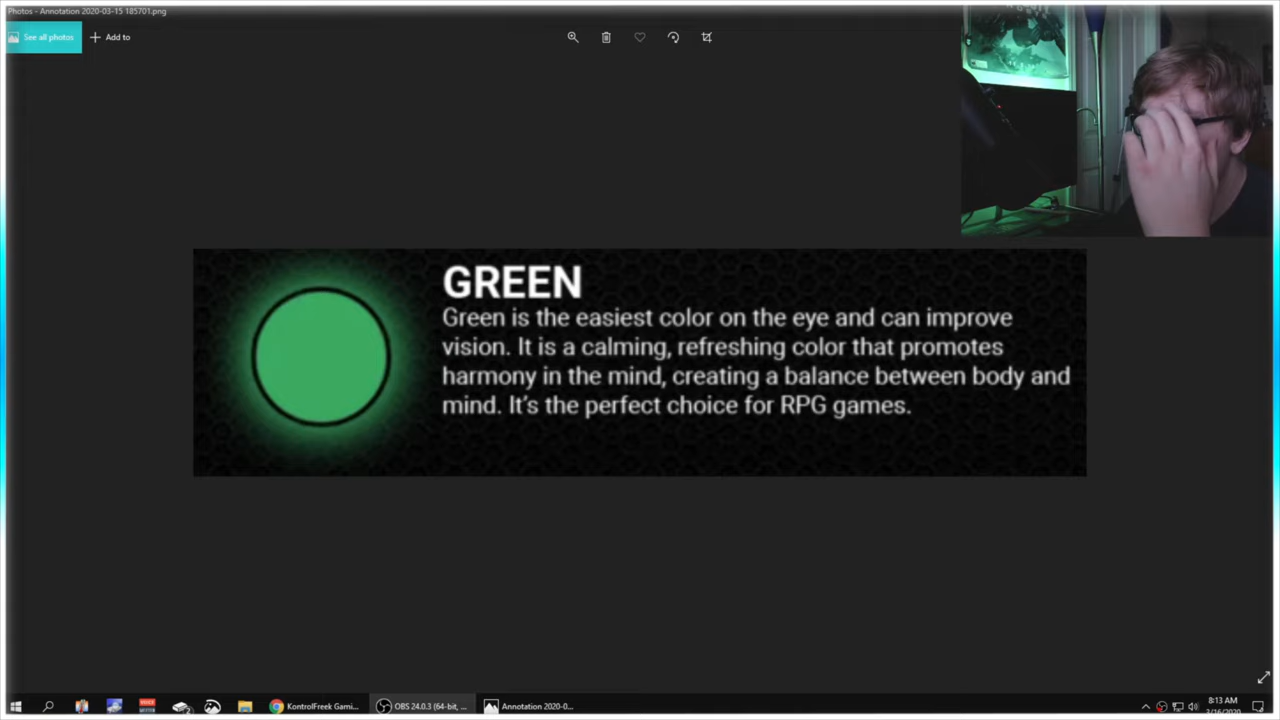 Photos - Annotation 2020-03-15 185701.png
See all photos
Add to
GREEN
Green is the easiest color on the eye and can improve
vision. It is a calming, refreshing color that promotes
harmony in the mind, creating a balance between body and
mind. It's the perfect choice for RPG games.
KontrolFreek Gami...
OBS 24.0.3 (64-bit, ...
Annotation 2020-0...
8:13 AM
3/16/2020